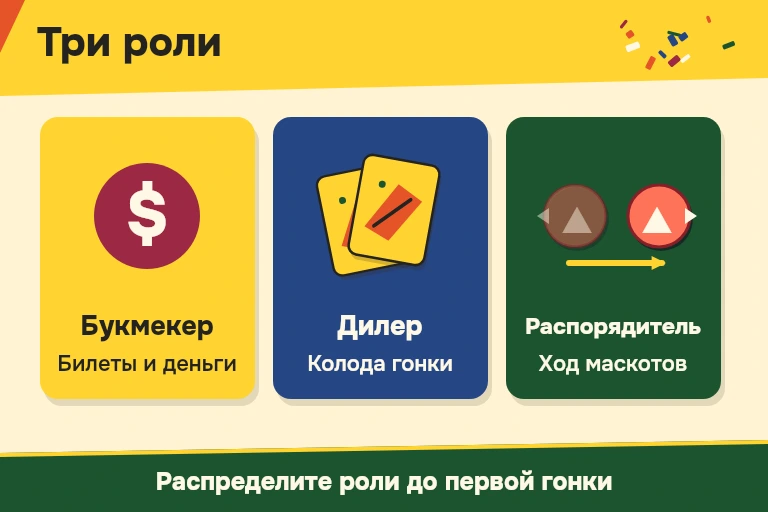 Три роли
$
Букмекер
Билеты и деньги
Дилер
Колода гонки
Распорядитель
Ход маскотов
Распределите роли до первой гонки